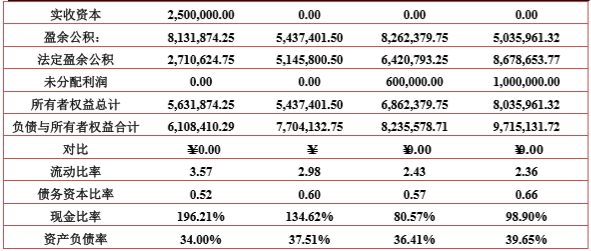 实收资本 2,500,000.00 0.00 0.00 0.00
盈余公积： 8,131,874.25 5,437,401.50 8,262,379.75 5,035,961.32
法定盈余公积 2,710,624.75 5,145,800.50 6,420,793.25 8,678,653.77
未分配利润 0.00 0.00 600,000.00 1,000,000.00
所有者权益总计 5,631,874.25 5,437,401.50 6,862,379.75 8,035,961.32
负债与所有者权益合计 6,108,410.29 7,704,132.75 8,235,578.71 9,715,131.72
对比 ¥0.00 ¥ ¥0.00 ¥0.00
流动比率 3.57 2.98 2.43 2.36
债务资本比率 0.52 0.60 0.57 0.66
现金比率 196.21% 134.62% 80.57% 98.90%
资产负债率 34.00% 37.51% 36.41% 39.65%